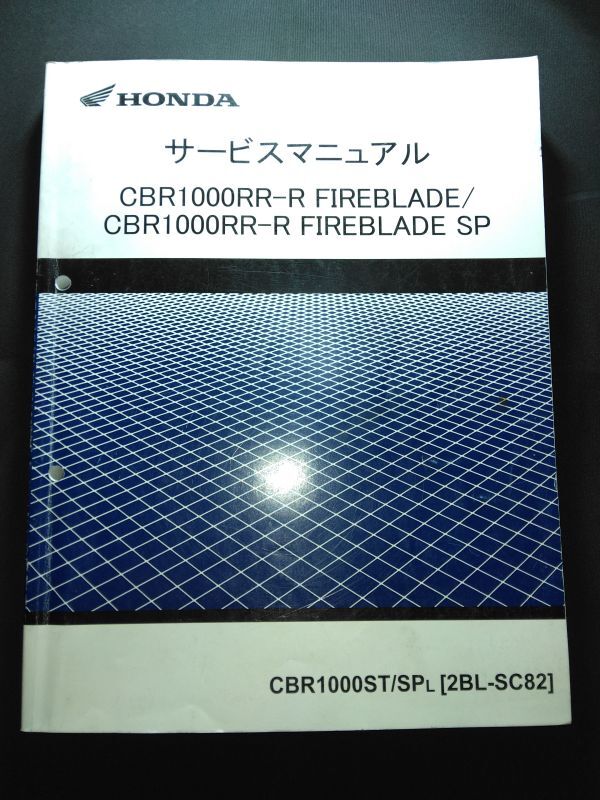 HONDA
サービスマニュアル
CBR1000RR-R FIREBLADE/
CBR1000RR-R FIREBLADE SP
CBR1000ST/SPL [2BL-SC82]